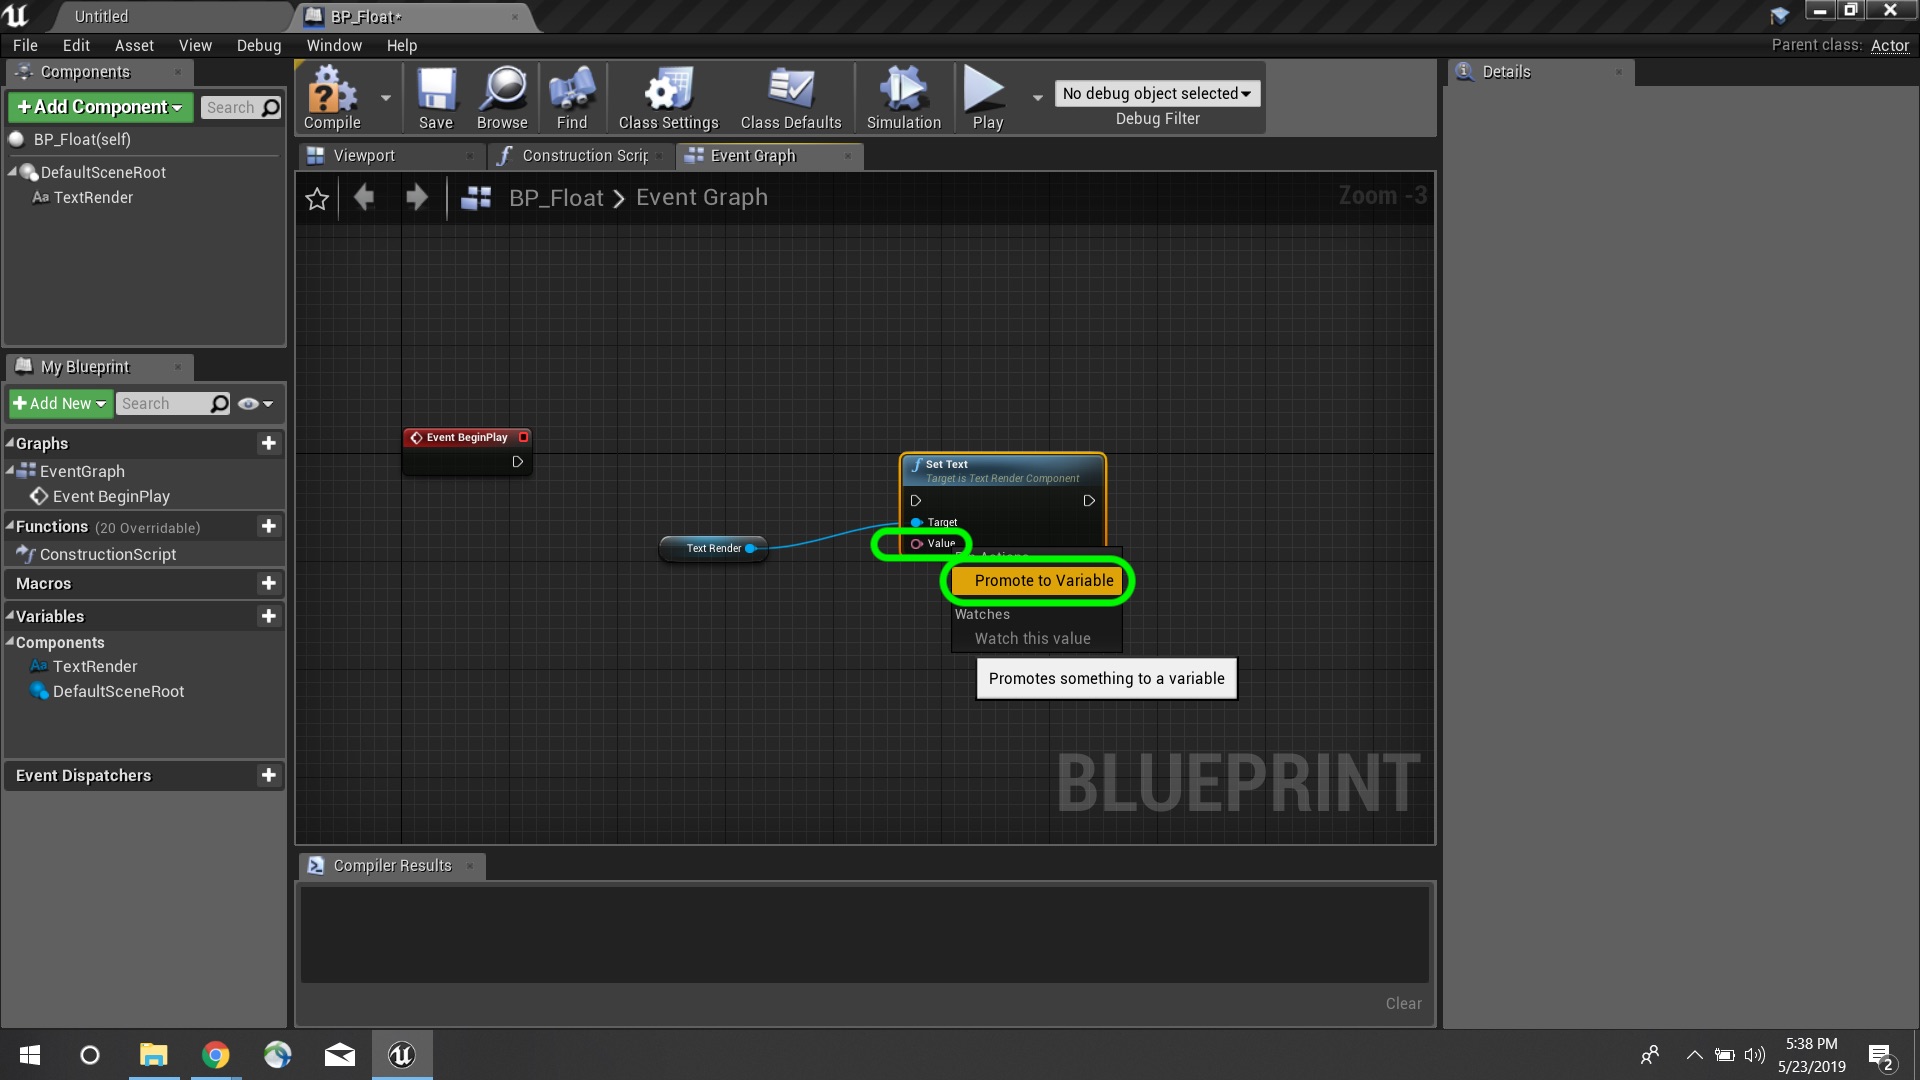 Untitled
BP_Float*
File Edit Asset View Debug Window Help
Parent class: Actor
Components
+Add Component
Search
BP_Float(self)
DefaultSceneRoot
Aa TextRender
My Blueprint
+Add New
Search
Graphs
EventGraph
Event BeginPlay
Functions (20 Overridable)
ConstructionScript
Macros
Variables
Components
Aa TextRender
DefaultSceneRoot
Event Dispatchers
Compile
Save
Browse
Find
Class Settings
Class Defaults
Simulation
Play
No debug object selected
Debug Filter
Viewport
Construction Scrip
Event Graph
BP_Float > Event Graph
Zoom -3
Event BeginPlay
Text Render
Set Text
Target is Text Render Component
Target
Value
Promote to Variable
Watches
Watch this value
Promotes something to a variable
BLUEPRINT
Compiler Results
Clear
Details
5:38 PM
5/23/2019
2